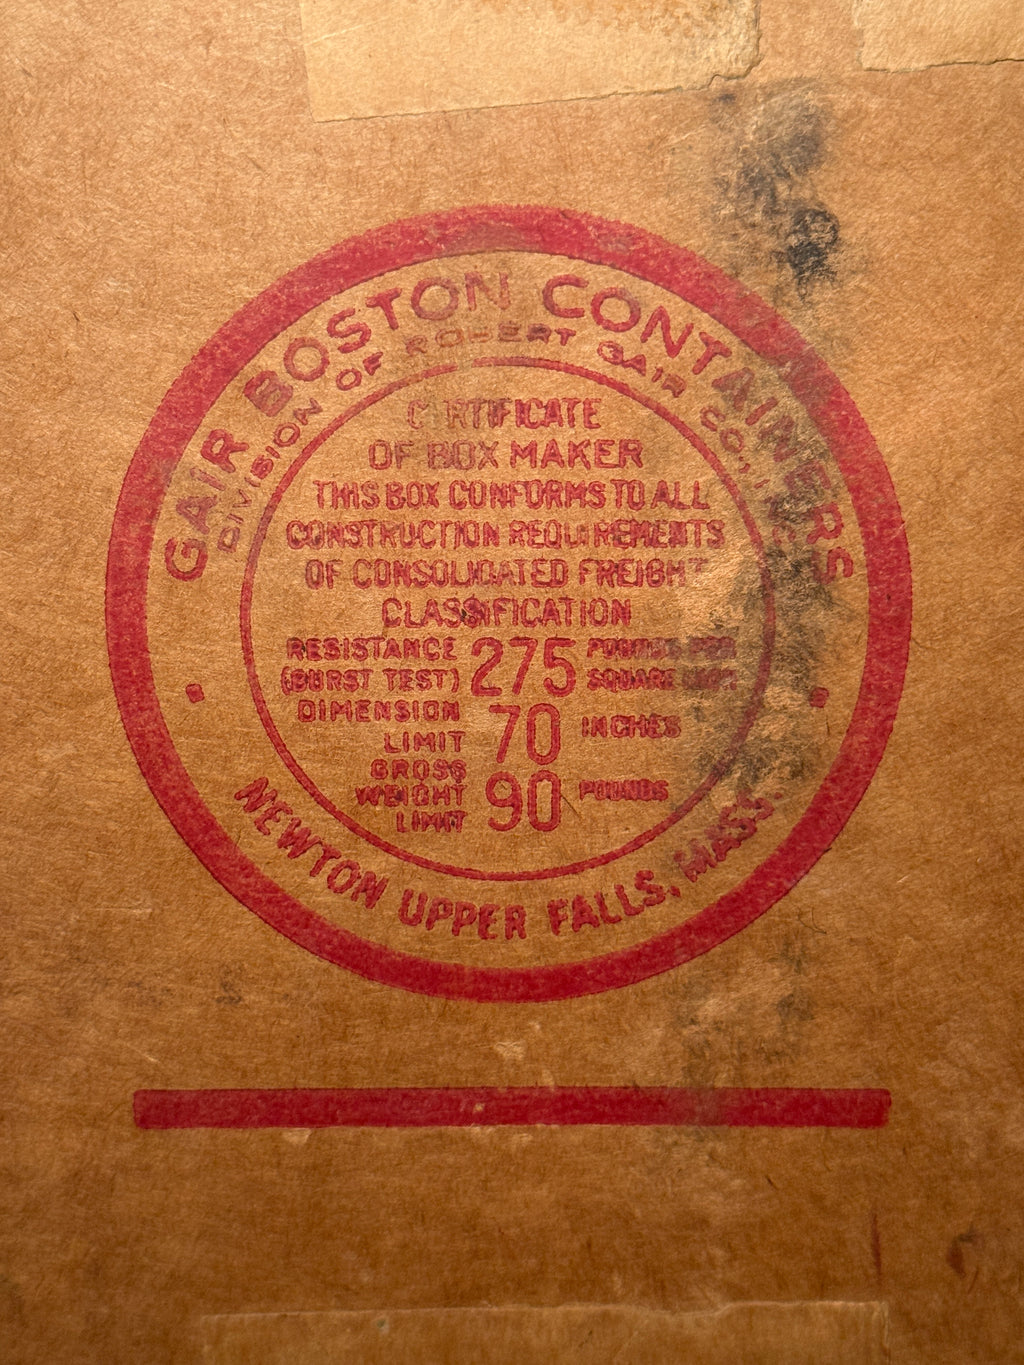 GAIR BOSTON CONTAINERS
DIVISION OF ROBERT GAIR CO.,
CERTIFICATE
OF BOX MAKER
THIS BOX CONFORMS TO ALL
CONSTRUCTION REQUIREMENTS
OF CONSOLIDATED FREIGHT
CLASSIFICATION
RESISTANCE (BURST TEST) 275 POUNDS PER SQUARE INCH
DIMENSION LIMIT 70 INCHES
GROSS WEIGHT LIMIT 90 POUNDS
NEWTON UPPER FALLS, MASS.